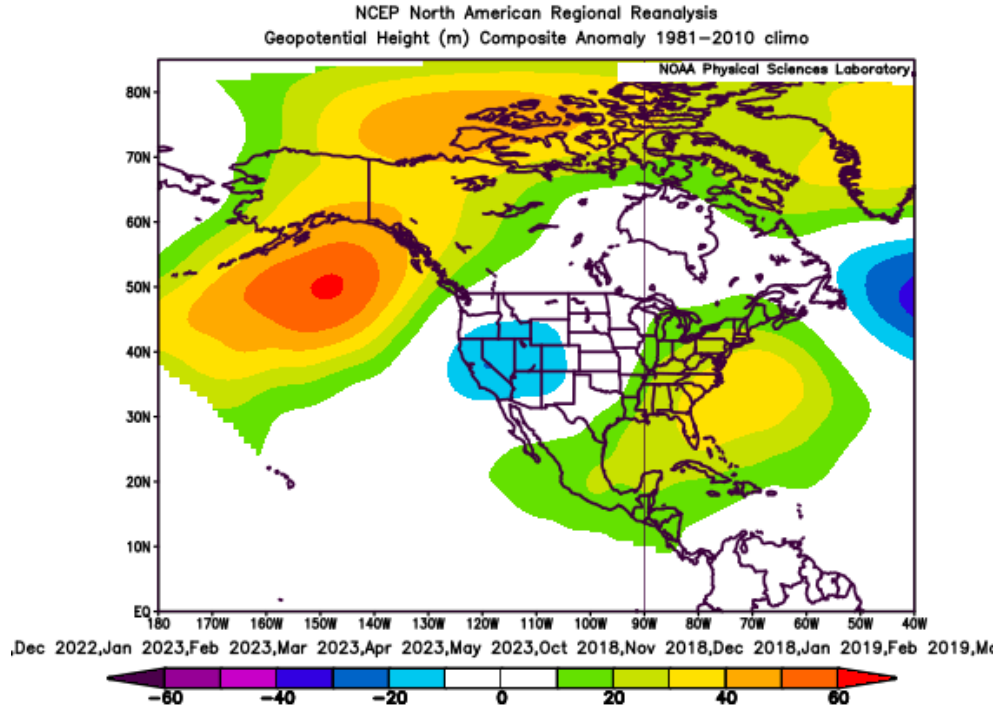 NCEP North American Regional Reanalysis
Geopotential Height (m) Composite Anomaly 1981-2010 climo
NOAA Physical Sciences Laboratory
80N
70N
60N
50N
40N
30N
20N
10N
EQ
180 170W 160W 150W 140W 130W 120W 110W 100W 90W 80W 70W 60W 50W 40W
,Dec 2022,Jan 2023,Feb 2023,Mar 2023,Apr 2023,May 2023,Oct 2018,Nov 2018,Dec 2018,Jan 2019,Feb 2019,Ma
-60 -40 -20 0 20 40 60